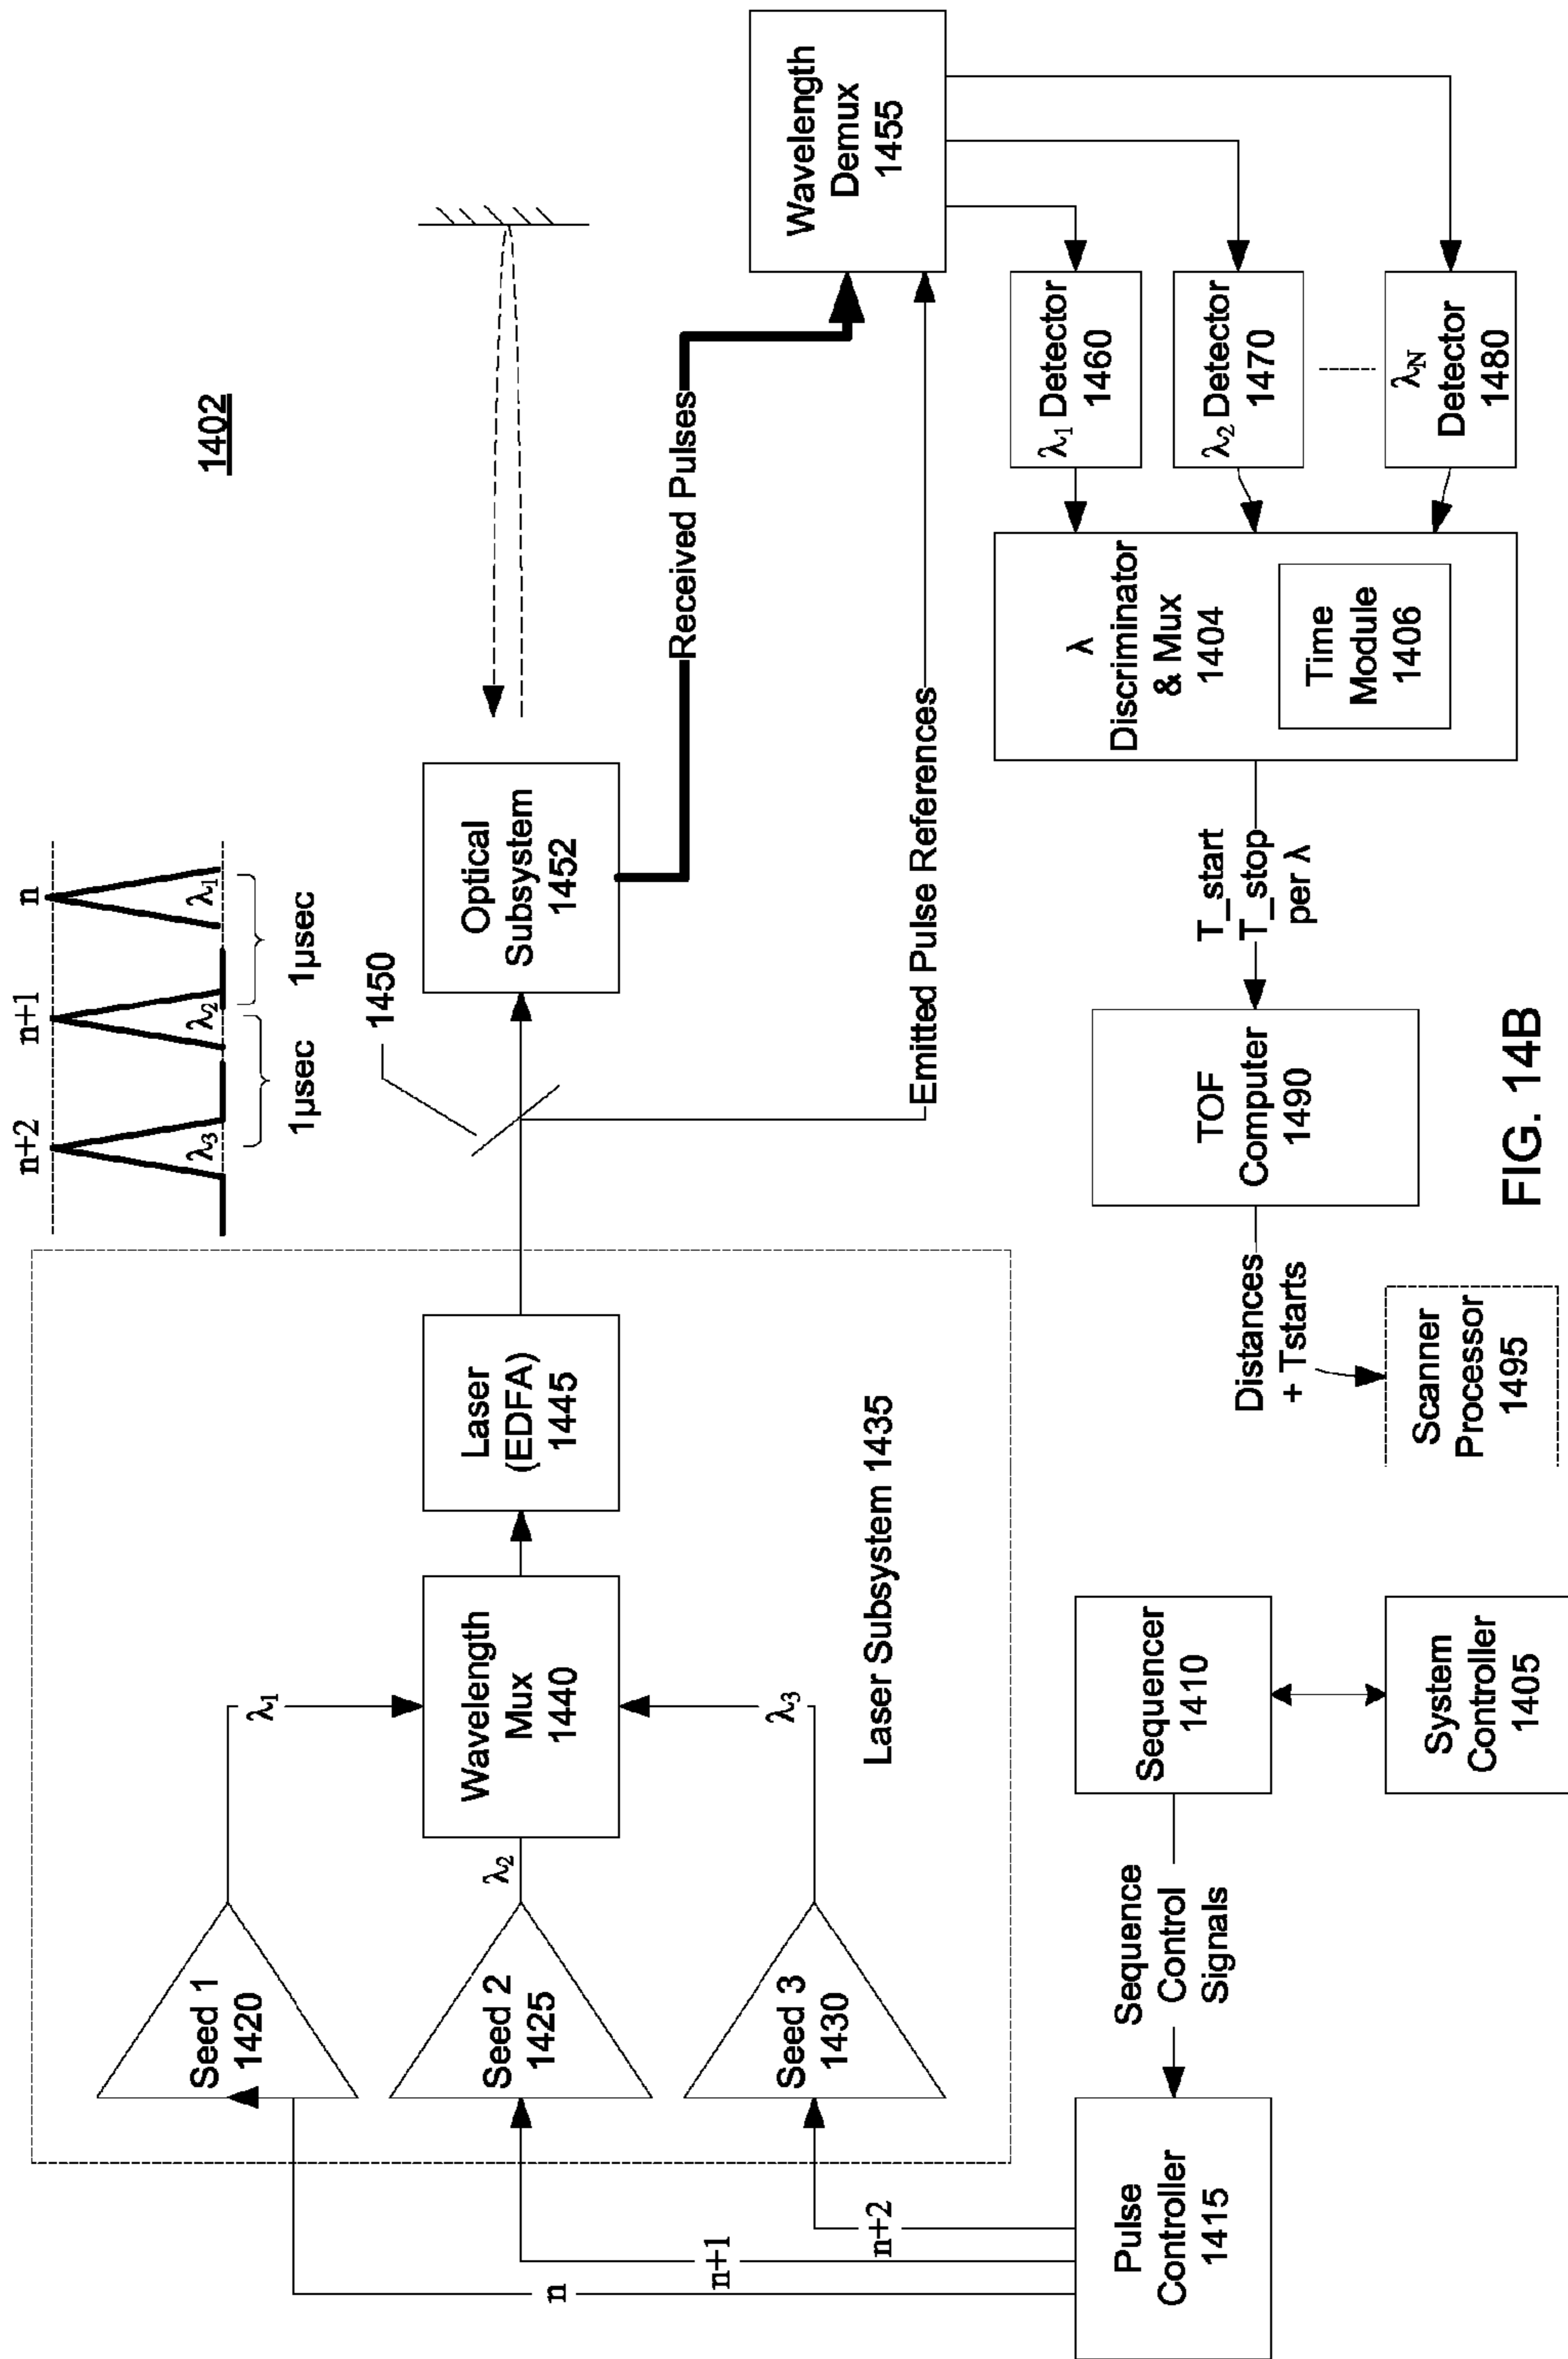 1402
n+2
n+1
n
λ3
λ2
λ1
1μsec
1μsec
Seed 1
1420
Seed 2
1425
Seed 3
1430
λ1
λ2
λ3
Wavelength
Mux
1440
Laser
(EDFA)
1445
Laser Subsystem 1435
1450
Optical
Subsystem
1452
Received Pulses
Emitted Pulse References
Wavelength
Demux
1455
n
n+1
n+2
Pulse
Controller
1415
Sequence
Control
Signals
Sequencer
1410
System
Controller
1405
Distances
+ Tstarts
Scanner
Processor
1495
TOF
Computer
1490
T_start
T_stop
per λ
λ
Discriminator
& Mux
1404
Time
Module
1406
λ1 Detector
1460
λ2 Detector
1470
λN
Detector
1480
FIG. 14B